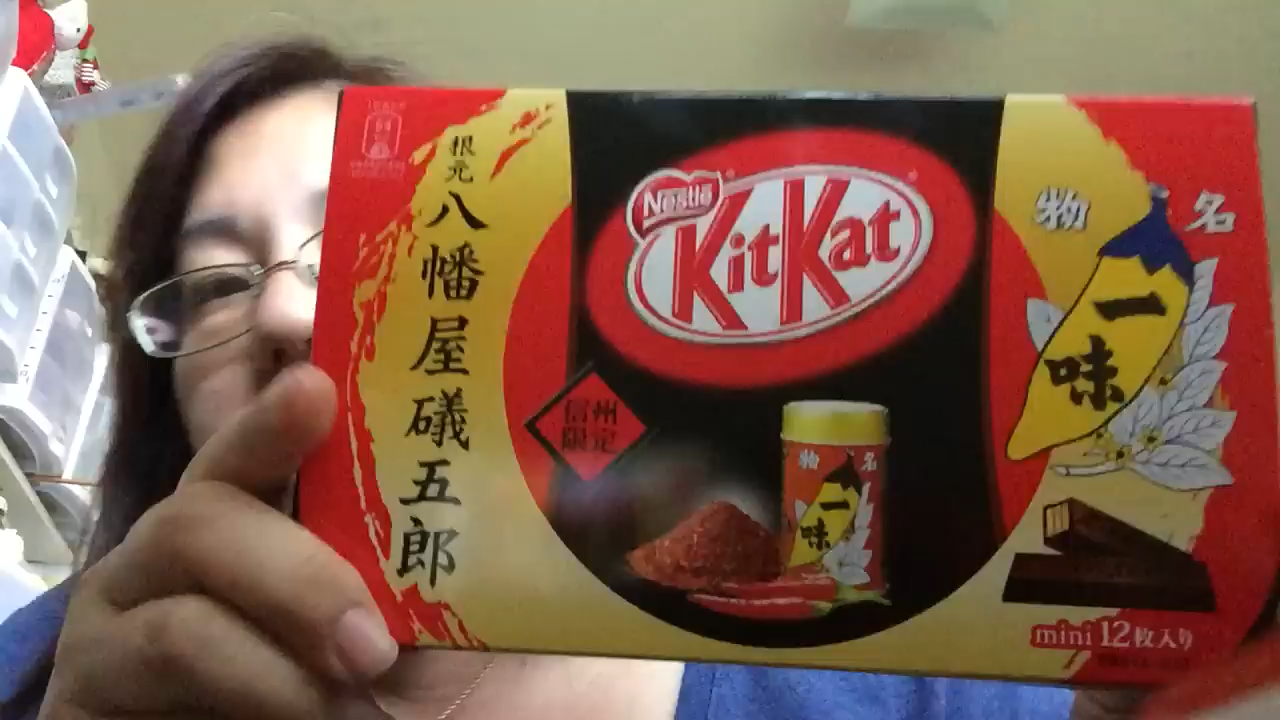 根元
八幡屋礒五郎
Nestlé
KitKat
信州
限定
名物
一味
名物
一味
mini 12枚入り